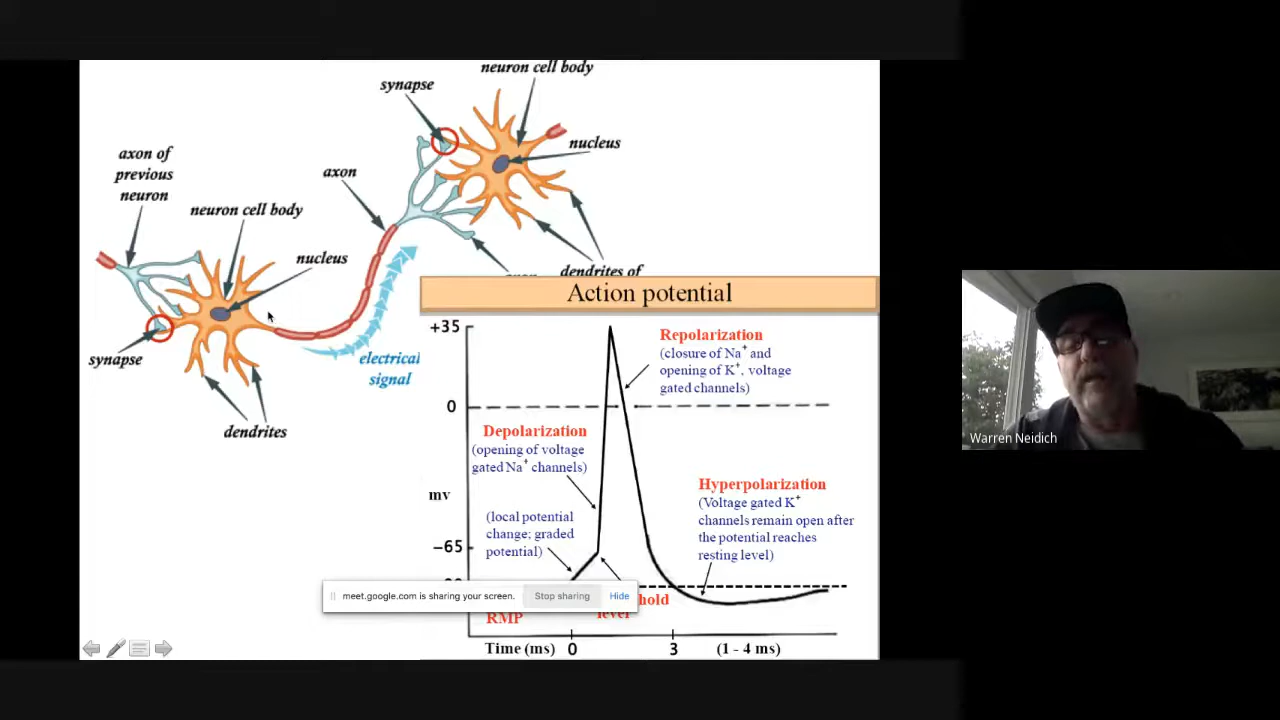 neuron cell body
synapse
nucleus
axon of
previous
neuron
axon
neuron cell body
nucleus
dendrites of
synapse
electrical
signal
dendrites
Action potential
+35
Repolarization
(closure of Na+ and
opening of K+, voltage
gated channels)
0
Depolarization
(opening of voltage
gated Na+ channels)
mv
Hyperpolarization
(Voltage gated K+
channels remain open after
the potential reaches
resting level)
(local potential
change; graded
potential)
−65
meet.google.com is sharing your screen.
Stop sharing
Hide
hold
level
RMP
Time (ms)
0
3
(1 - 4 ms)
Warren Neidich